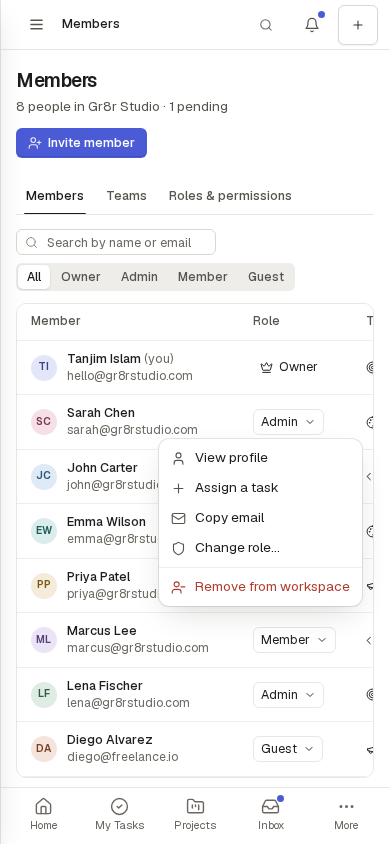 Members
Members
8 people in Gr8r Studio · 1 pending
Invite member
Members Teams Roles & permissions
Search by name or email
All Owner Admin Member Guest
Member Role T
TI Tanjim Islam (you) Owner
hello@gr8rstudio.com
SC Sarah Chen Admin
sarah@gr8rstudio.com
JC John Carter
john@gr8rstudio
EW Emma Wilson
emma@gr8rstu
PP Priya Patel
priya@gr8rstudi
View profile
Assign a task
Copy email
Change role...
Remove from workspace
ML Marcus Lee Member
marcus@gr8rstudio.com
LF Lena Fischer Admin
lena@gr8rstudio.com
DA Diego Alvarez Guest
diego@freelance.io
Home My Tasks Projects Inbox More